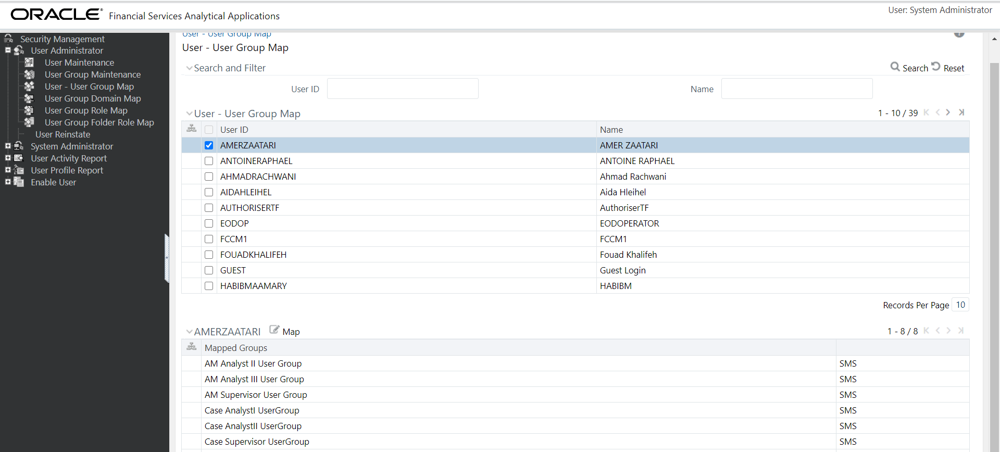 ORACLE® Financial Services Analytical Applications
User: System Administrator
Security Management
User Administrator
User Maintenance
User Group Maintenance
User - User Group Map
User Group Domain Map
User Group Role Map
User Group Folder Role Map
User Reinstate
System Administrator
User Activity Report
User Profile Report
Enable User
User - User Group Map
User - User Group Map
Search and Filter
Search Reset
User ID Name
User - User Group Map 1 - 10 / 39
User ID Name
AMERZAATARI AMER ZAATARI
ANTOINERAPHAEL ANTOINE RAPHAEL
AHMADRACHWANI Ahmad Rachwani
AIDAHLEIHEL Aida Hleihel
AUTHORISERTF AuthoriserTF
EODOP EODOPERATOR
FCCM1 FCCM1
FOUADKHALIFEH Fouad Khalifeh
GUEST Guest Login
HABIBMAAMARY HABIBM
Records Per Page 10
AMERZAATARI Map 1 - 8 / 8
Mapped Groups
AM Analyst II User Group SMS
AM Analyst III User Group SMS
AM Supervisor User Group SMS
Case AnalystI UserGroup SMS
Case AnalystII UserGroup SMS
Case Supervisor UserGroup SMS